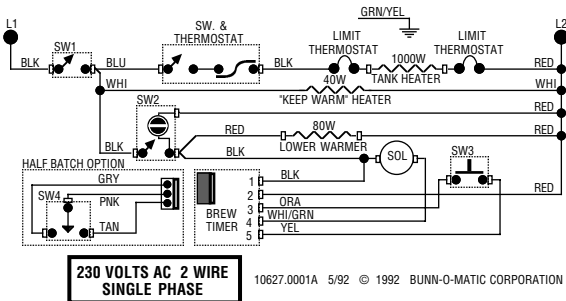 GRN/YEL
L1
L2
SW. &
THERMOSTAT
LIMIT
THERMOSTAT
LIMIT
THERMOSTAT
SW1
1000W
BLK
BLU
BLK
TANK HEATER
RED
WHI
40W
WHI
"KEEP WARM" HEATER
SW2
RED
RED
80W
RED
BLK
LOWER WARMER
BLK
SOL
SW3
HALF BATCH OPTION
GRY
BLK
SW4
PNK
TAN
BREW
TIMER
1
2
3
4
5
RED
ORA
WHI/GRN
YEL
230 VOLTS AC 2 WIRE
SINGLE PHASE
10627.0001A 5/92 © 1992 BUNN-O-MATIC CORPORATION